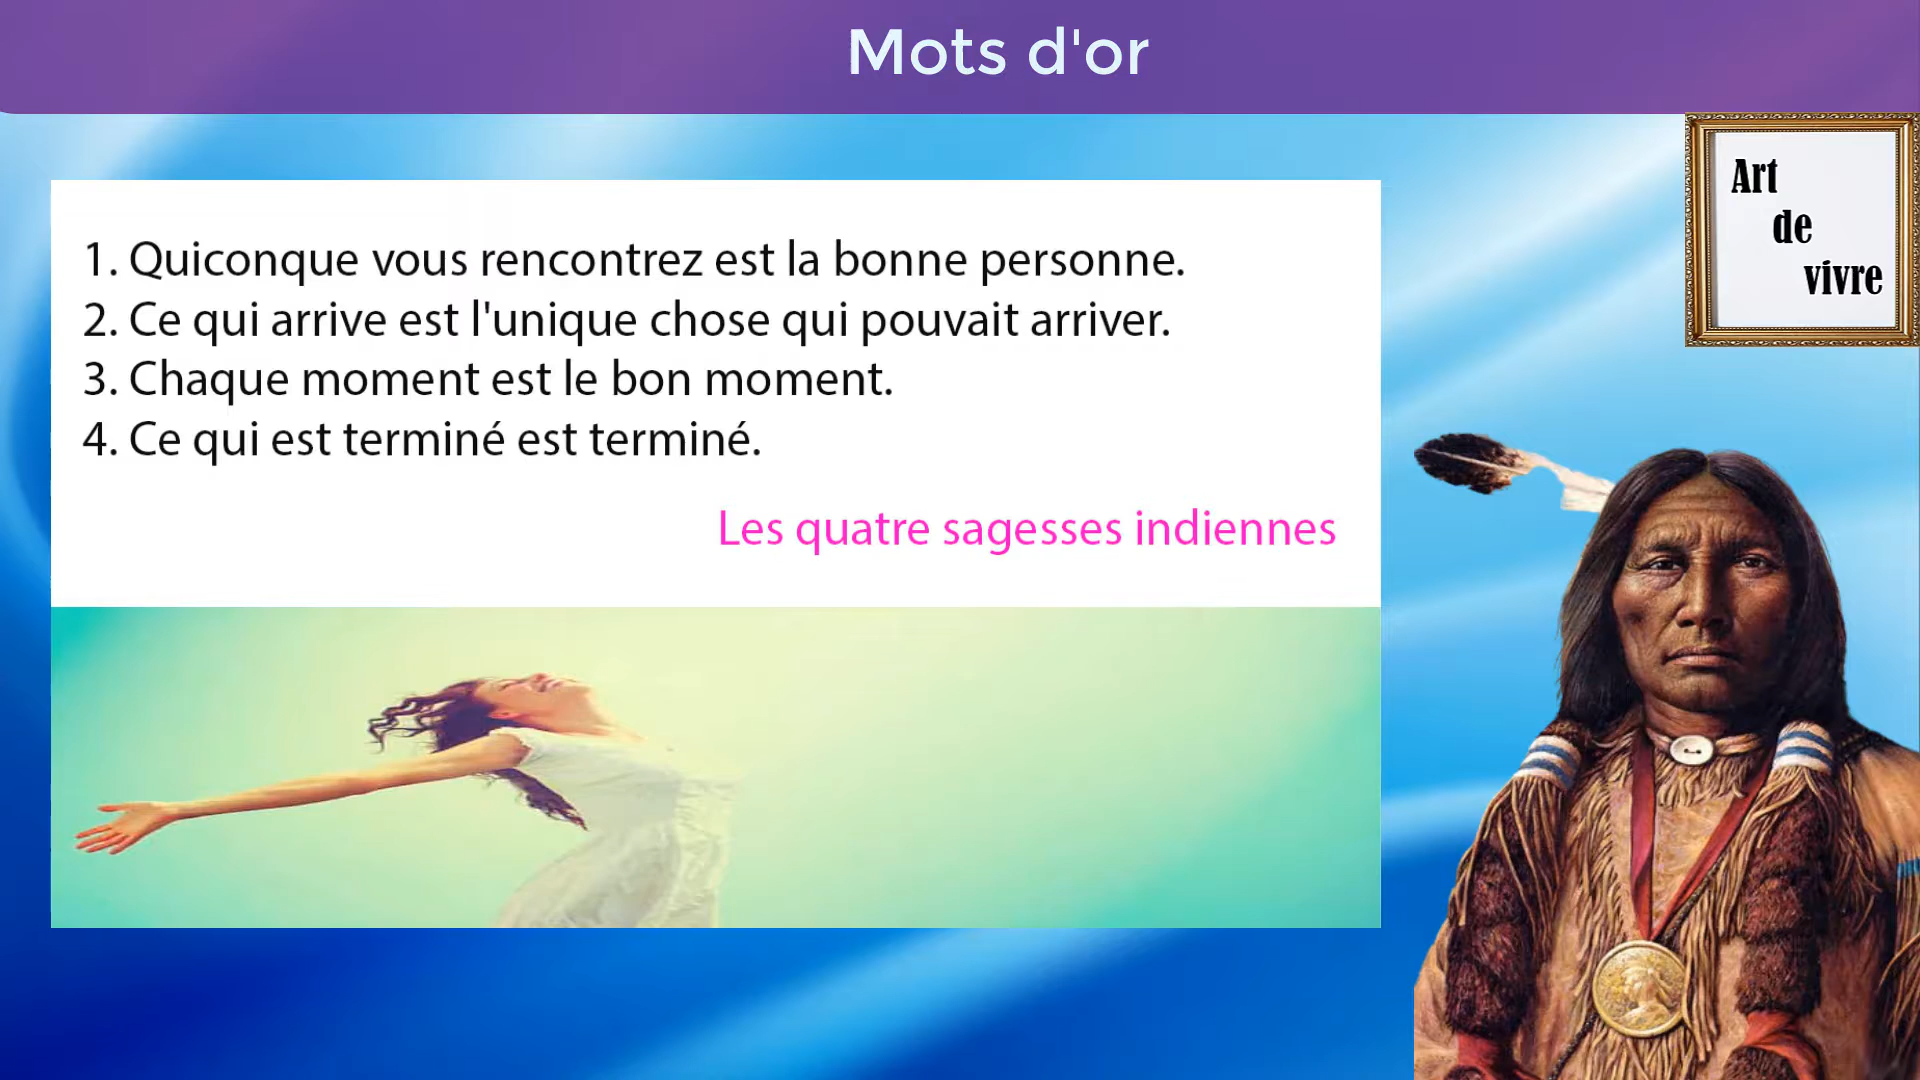 Mots d'or
Art
de
vivre
1. Quiconque vous rencontrez est la bonne personne.
2. Ce qui arrive est l'unique chose qui pouvait arriver.
3. Chaque moment est le bon moment.
4. Ce qui est terminé est terminé.
Les quatre sagesses indiennes